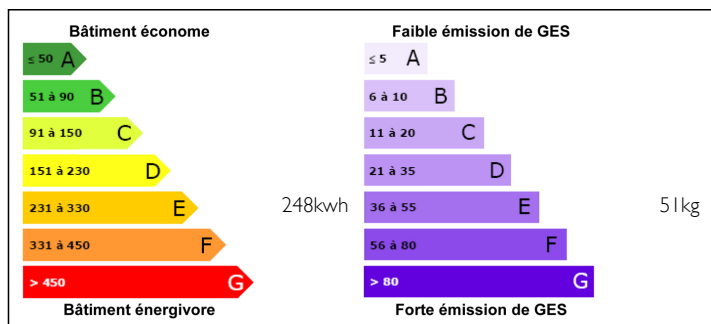 Bâtiment économe
≤ 50 A
51 à 90 B
91 à 150 C
151 à 230 D
231 à 330 E
248kwh
331 à 450 F
> 450 G
Bâtiment énergivore
Faible émission de GES
≤ 5 A
6 à 10 B
11 à 20 C
21 à 35 D
36 à 55 E
51kg
56 à 80 F
> 80 G
Forte émission de GES